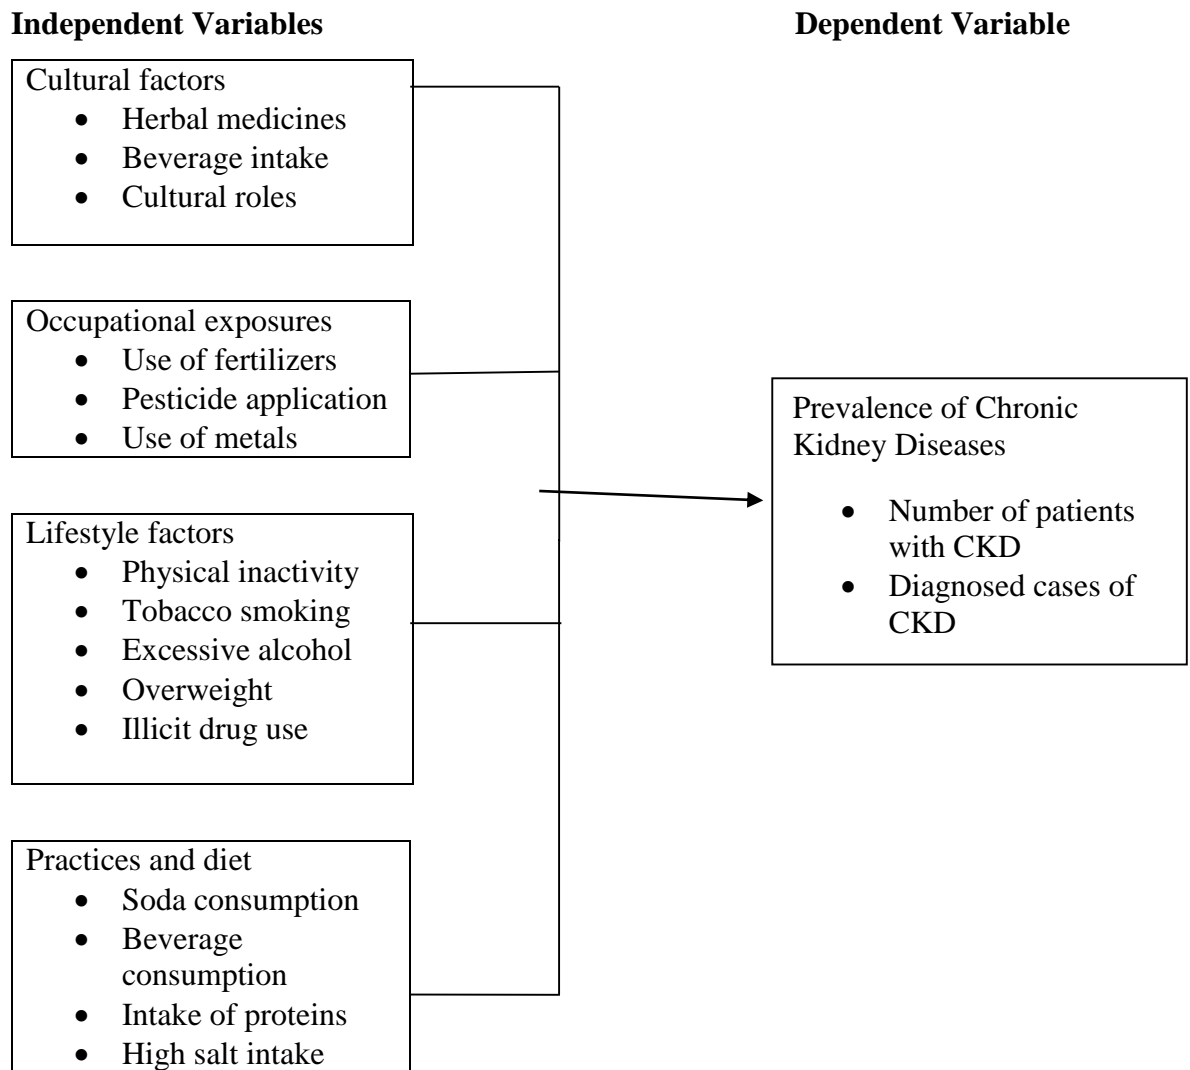 Independent Variables
Dependent Variable
Cultural factors
• Herbal medicines
• Beverage intake
• Cultural roles
Occupational exposures
• Use of fertilizers
• Pesticide application
• Use of metals
Lifestyle factors
• Physical inactivity
• Tobacco smoking
• Excessive alcohol
• Overweight
• Illicit drug use
Practices and diet
• Soda consumption
• Beverage
consumption
• Intake of proteins
• High salt intake
Prevalence of Chronic
Kidney Diseases
• Number of patients
with CKD
• Diagnosed cases of
CKD